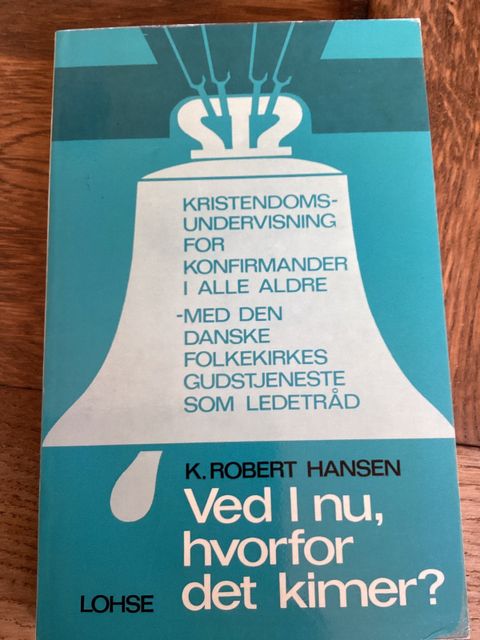 KRISTENDOMS-
UNDERVISNING
FOR
KONFIRMANDER
I ALLE ALDRE
-MED DEN
DANSKE
FOLKEKIRKES
GUDSTJENESTE
SOM LEDETRÅD
K. ROBERT HANSEN
Ved I nu,
hvorfor
det kimer?
LOHSE